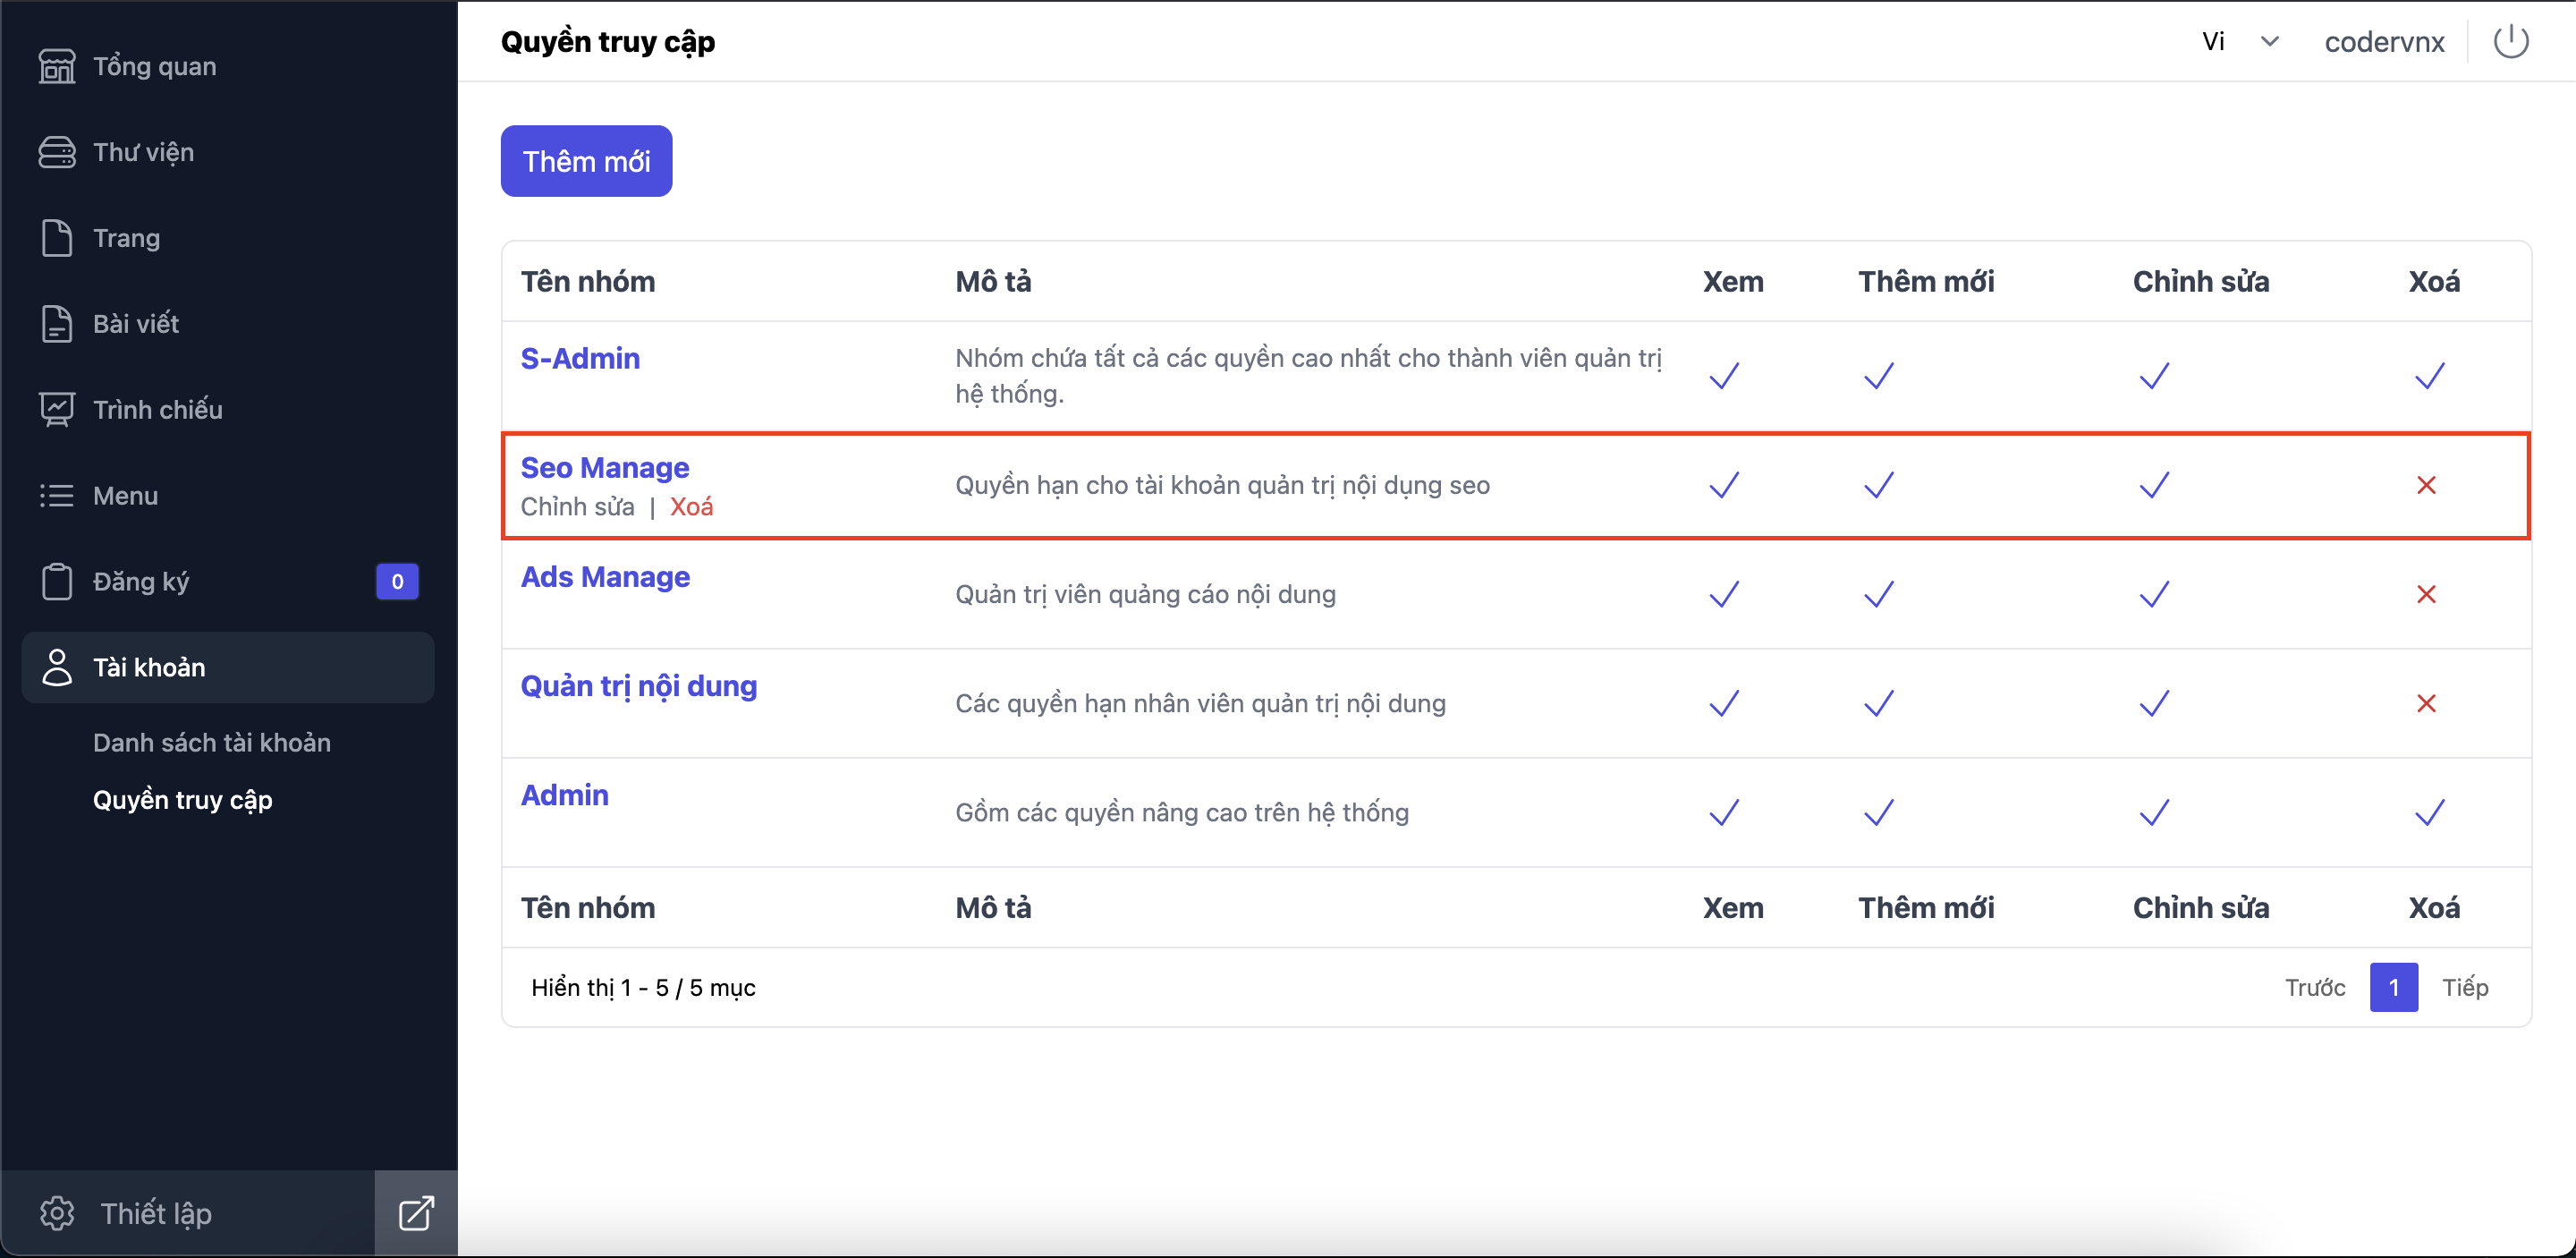 Tổng quan
Thư viện
Trang
Bài viết
Trình chiếu
Menu
Đăng ký 0
Tài khoản
Danh sách tài khoản
Quyền truy cập
Thiết lập
Quyền truy cập
Vi codervnx
Thêm mới
Tên nhóm Mô tả Xem Thêm mới Chỉnh sửa Xoá
S-Admin Nhóm chứa tất cả các quyền cao nhất cho thành viên quản trị
hệ thống.
Seo Manage
Chỉnh sửa | Xoá
Quyền hạn cho tài khoản quản trị nội dụng seo
Ads Manage
Quản trị viên quảng cáo nội dung
Quản trị nội dung
Các quyền hạn nhân viên quản trị nội dung
Admin
Gồm các quyền nâng cao trên hệ thống
Tên nhóm Mô tả Xem Thêm mới Chỉnh sửa Xoá
Hiển thị 1 - 5 / 5 mục
Trước 1 Tiếp